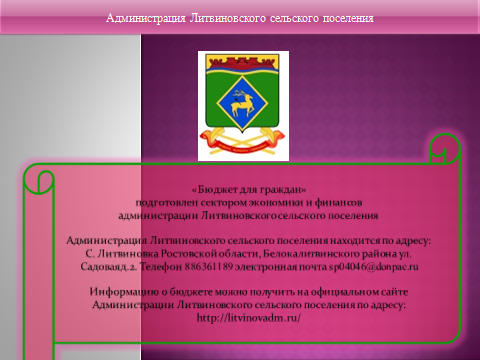 Администрация Литвиновского сельского поселения
«Бюджет для граждан»
подготовлен сектором экономики и финансов
администрации Литвиновского сельского поселения
Администрация Литвиновского сельского поселения находится по адресу:
С. Литвиновка Ростовской области, Белокалитвинского района ул.
Садовая д.2. Телефон 886361189 электронная почта sp04046@donpac.ru
Информацию о бюджете можно получить на официальном сайте
Администрации Литвиновского сельского поселения по адресу:
http://litvinovadm.ru/